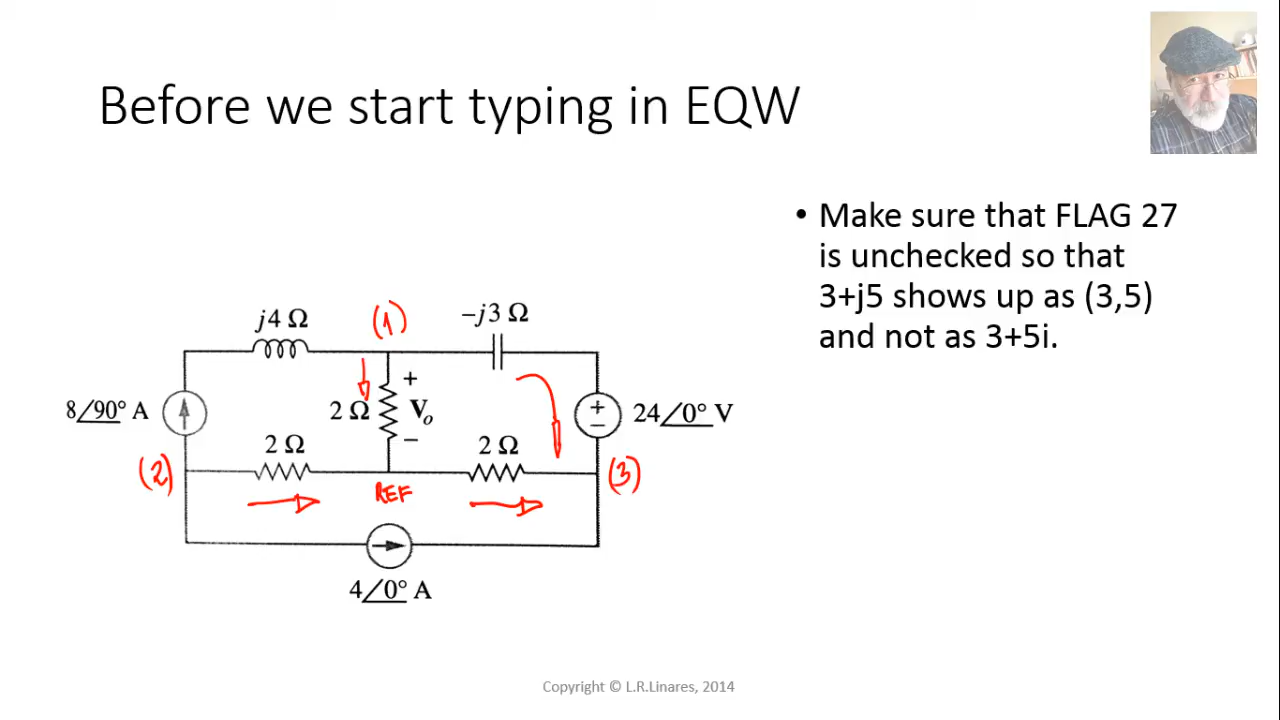 Before we start typing in EQW
• Make sure that FLAG 27
is unchecked so that
3+j5 shows up as (3,5)
and not as 3+5i.
j4 Ω
(1)
−j3 Ω
8/90° A
2 Ω
+
Vo
−
+
−
24/0° V
2 Ω
2 Ω
(2)
REF
(3)
4/0° A
Copyright © L.R.Linares, 2014